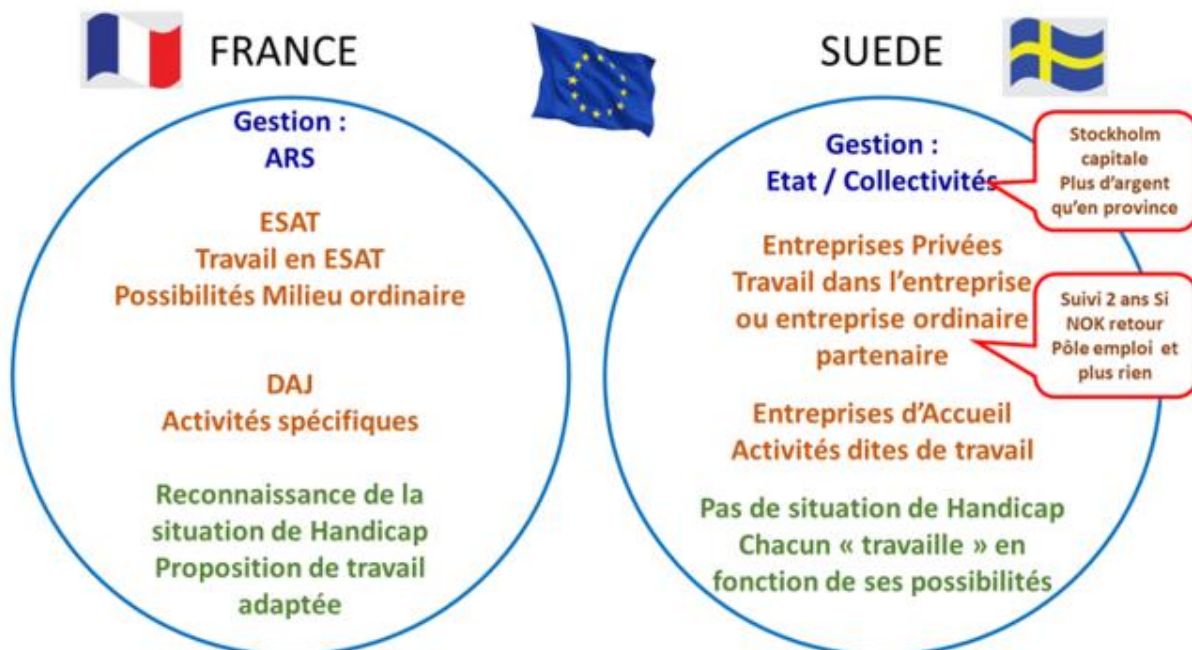 FRANCE
Gestion :
ARS
ESAT
Travail en ESAT
Possibilités Milieu ordinaire
DAJ
Activités spécifiques
Reconnaissance de la
situation de Handicap
Proposition de travail
adaptée
SUEDE
Gestion :
Etat / Collectivités
Stockholm
capitale
Plus d'argent
qu'en province
Entreprises Privées
Travail dans l'entreprise
ou entreprise ordinaire
partenaire
Suivi 2 ans Si
NOK retour
Pôle emploi et
plus rien
Entreprises d'Accueil
Activités dites de travail
Pas de situation de Handicap
Chacun « travaille » en
fonction de ses possibilités